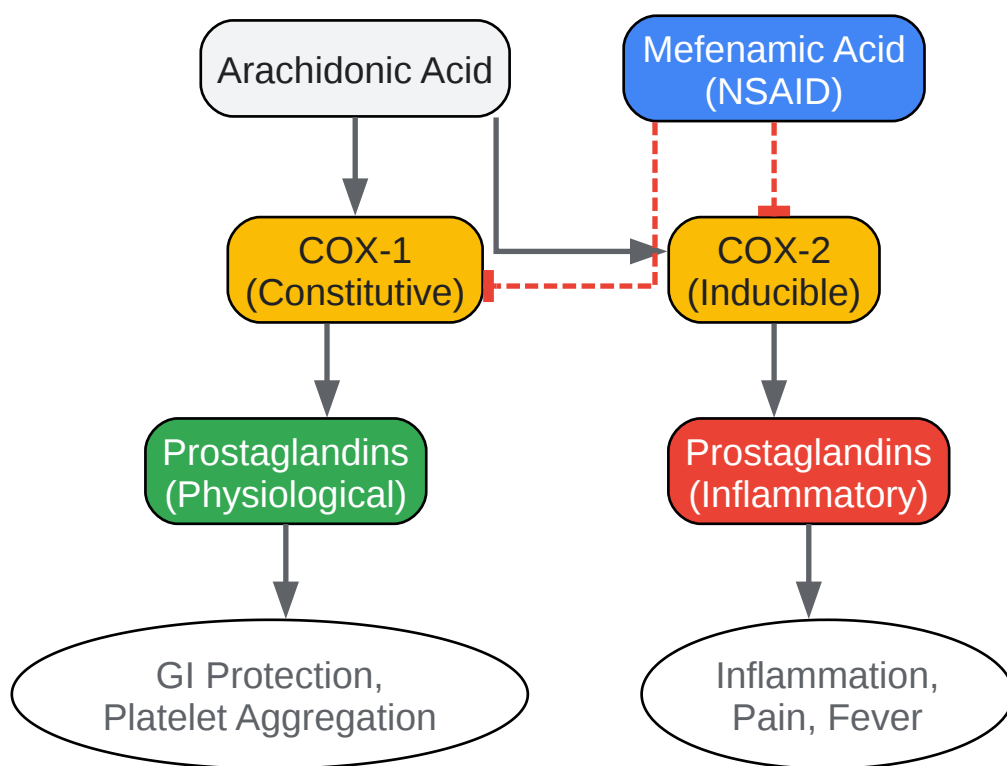 Arachidonic Acid
Mefenamic Acid
(NSAID)
COX-1
(Constitutive)
COX-2
(Inducible)
Prostaglandins
(Physiological)
Prostaglandins
(Inflammatory)
GI Protection,
Platelet Aggregation
Inflammation,
Pain, Fever